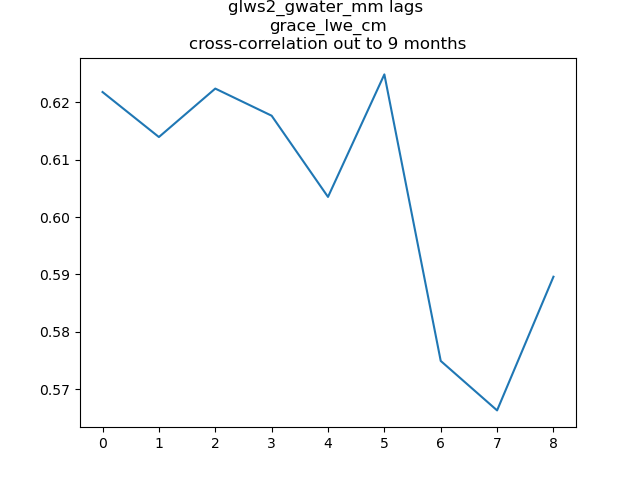 glws2_gwater_mm lags
grace_lwe_cm
cross-correlation out to 9 months
0.62
0.61
0.60
0.59
0.58
0.57
0 1 2 3 4 5 6 7 8